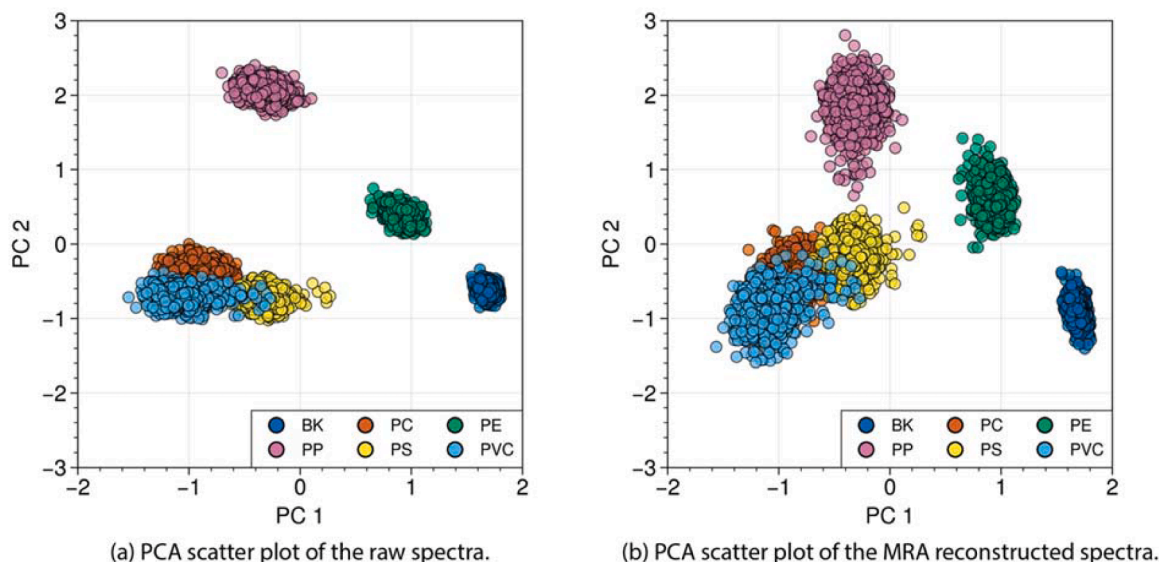 3
2
1
0
−1
−2
−3
PC 2
BK PC PE
PP PS PVC
−2 −1 0 1 2
PC 1
(a) PCA scatter plot of the raw spectra.
3
2
1
0
−1
−2
−3
PC 2
BK PC PE
PP PS PVC
−2 −1 0 1 2
PC 1
(b) PCA scatter plot of the MRA reconstructed spectra.